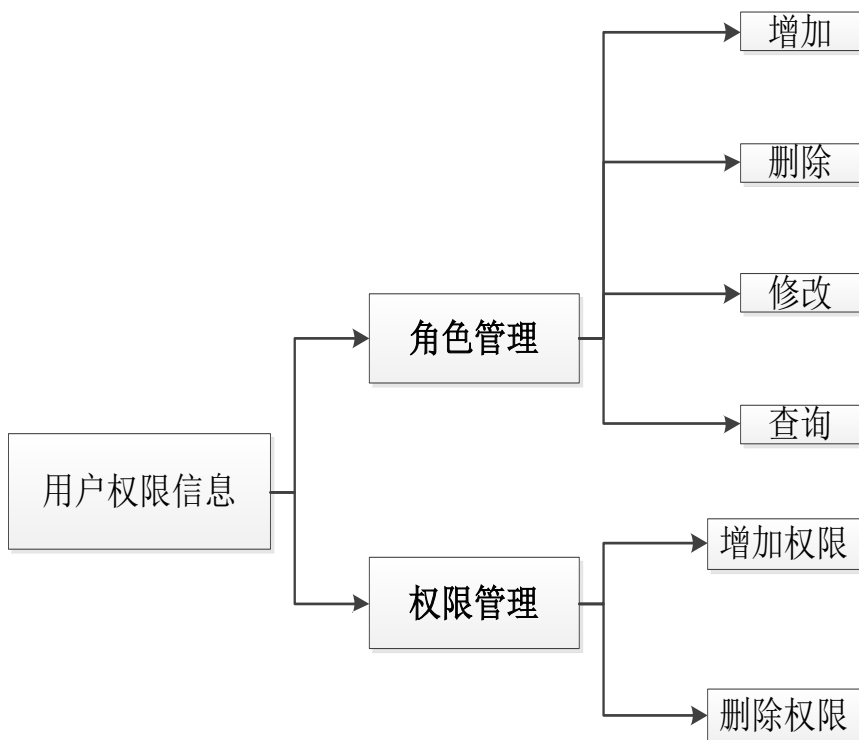 增加
删除
修改
角色管理
查询
用户权限信息
增加权限
权限管理
删除权限